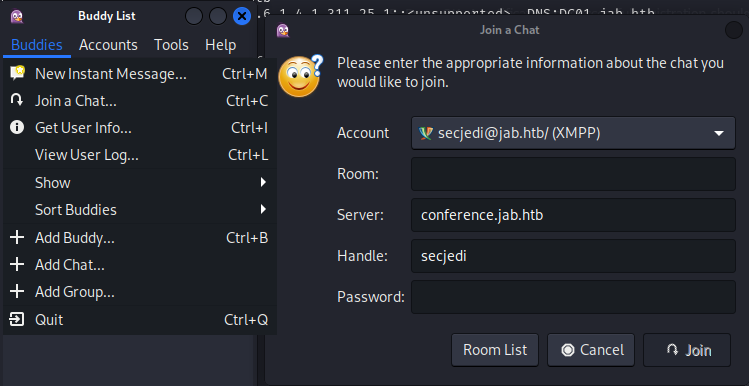 Buddy List
Buddies Accounts Tools Help
New Instant Message... Ctrl+M
Join a Chat... Ctrl+C
Get User Info... Ctrl+I
View User Log... Ctrl+L
Show
Sort Buddies
Add Buddy... Ctrl+B
Add Chat...
Add Group...
Quit Ctrl+Q
.6.1.4.1.311.25.1::<unsupported>, DNS:DC01.jab.htb
Join a Chat
Please enter the appropriate information about the chat you
would like to join.
Account secjedi@jab.htb/ (XMPP)
Room:
Server: conference.jab.htb
Handle: secjedi
Password:
Room List Cancel Join